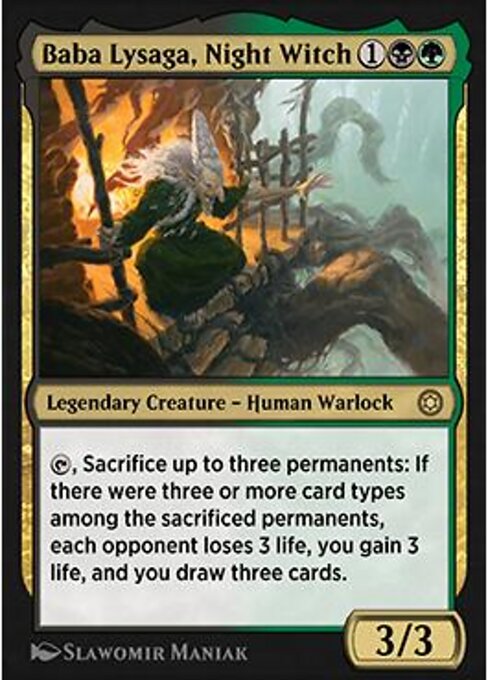 Baba Lysaga, Night Witch 1
Legendary Creature – Human Warlock
, Sacrifice up to three permanents: If
there were three or more card types
among the sacrificed permanents,
each opponent loses 3 life, you gain 3
life, and you draw three cards.
3/3
Slawomir Maniak